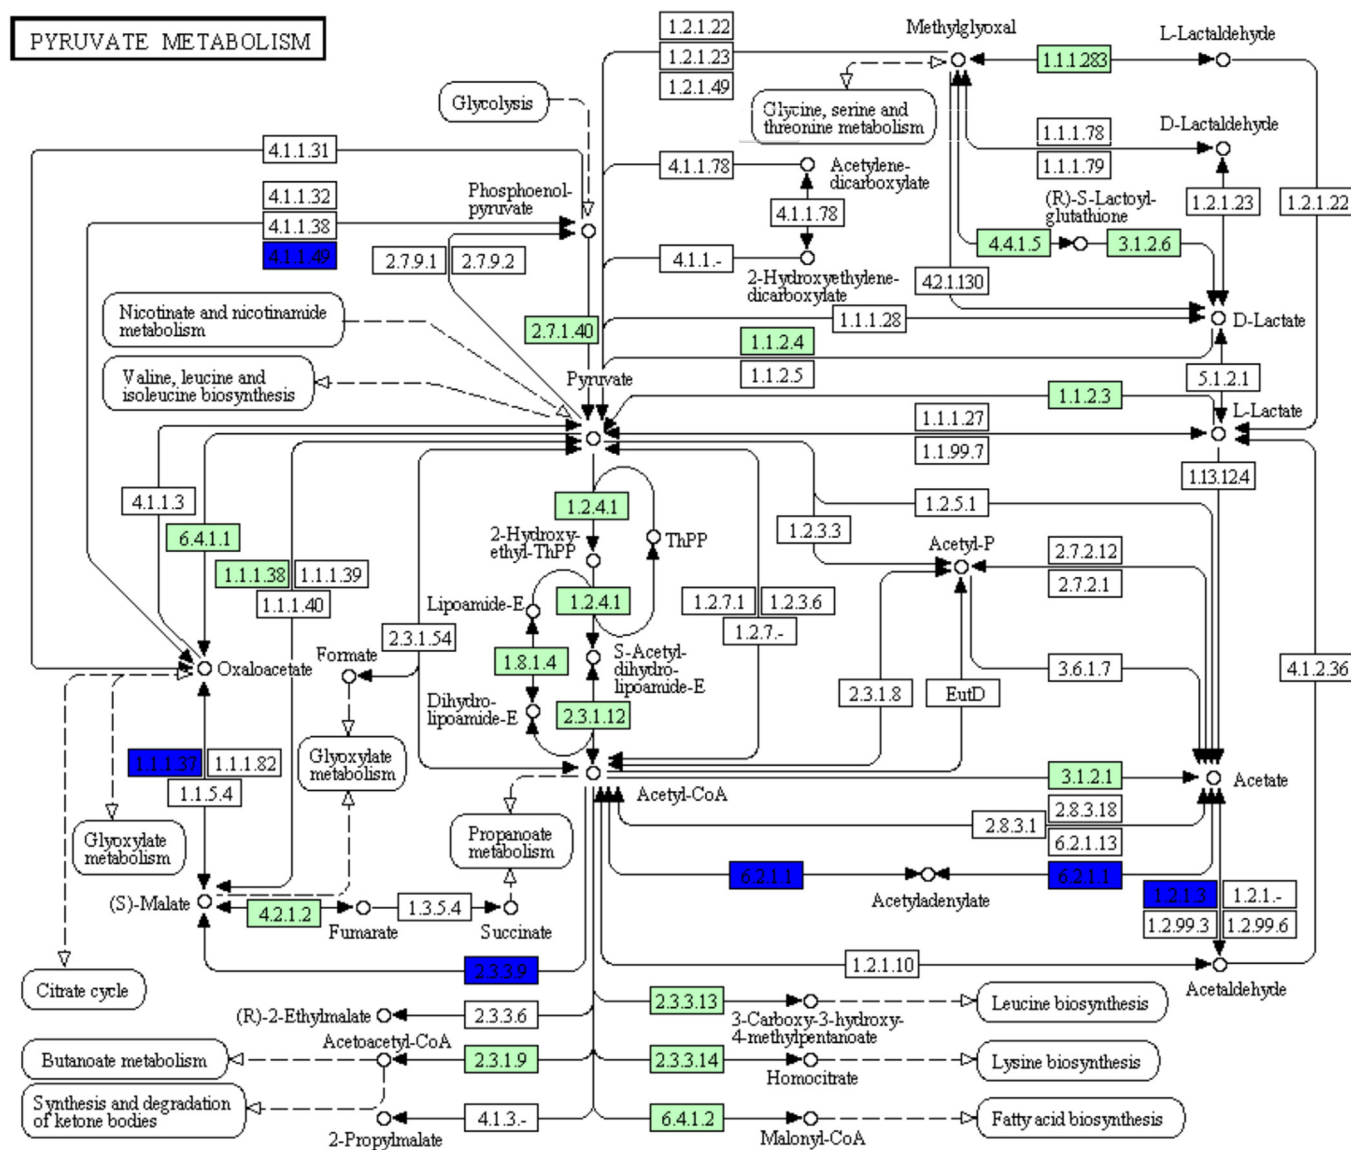 PYRUVATE METABOLISM
1.2.1.22
1.2.1.23
1.2.1.49
Methylglyoxal
1.1.1.283
L-Lactaldehyde
Glycolysis
Glycine, serine and
threonine metabolism
1.1.1.78
1.1.1.79
D-Lactaldehyde
4.1.1.31
4.1.1.32
4.1.1.38
4.1.1.49
Phosphoenol-
pyruvate
4.1.1.78
Acetylene-
dicarboxylate
4.1.1.78
(R)-S-Lactoyl-
glutathione
1.2.1.23
1.2.1.22
2.7.9.1
2.7.9.2
4.1.1.-
2-Hydroxyethylene-
dicarboxylate
4.4.1.5
3.1.2.6
4.2.1.130
Nicotinate and nicotinamide
metabolism
2.7.1.40
1.1.1.28
D-Lactate
1.1.2.4
1.1.2.5
Valine, leucine and
isoleucine biosynthesis
Pyruvate
5.1.2.1
1.1.2.3
L-Lactate
1.1.1.27
1.1.99.7
1.13.12.4
4.1.1.3
6.4.1.1
1.2.4.1
1.2.5.1
2-Hydroxy-
ethyl-ThPP
ThPP
1.2.3.3
Acetyl-P
2.7.2.12
2.7.2.1
1.1.1.38
1.1.1.39
1.1.1.40
Lipoamide-E
1.2.4.1
1.2.7.1
1.2.3.6
1.2.7.-
2.3.1.54
Oxaloacetate
Formate
1.8.1.4
S-Acetyl-
dihydro-
lipoamide-E
3.6.1.7
4.1.2.36
2.3.1.8
EutD
Dihydro-
lipoamide-E
2.3.1.12
1.1.1.37
1.1.1.82
1.1.5.4
Glyoxylate
metabolism
Acetyl-CoA
3.1.2.1
Acetate
Glyoxylate
metabolism
Propanoate
metabolism
2.8.3.1
2.8.3.18
6.2.1.13
6.2.1.1
Acetyladenylate
6.2.1.1
1.2.1.3
1.2.1.-
1.2.99.3
1.2.99.6
(S)-Malate
4.2.1.2
Fumarate
1.3.5.4
Succinate
2.3.3.9
1.2.1.10
Acetaldehyde
Citrate cycle
(R)-2-Ethylmalate
2.3.3.6
2.3.3.13
3-Carboxy-3-hydroxy-
4-methylpentanoate
Leucine biosynthesis
Acetoacetyl-CoA
Butanoate metabolism
2.3.1.9
2.3.3.14
Homocitrate
Lysine biosynthesis
Synthesis and degradation
of ketone bodies
2-Propylmalate
4.1.3.-
6.4.1.2
Malonyl-CoA
Fatty acid biosynthesis